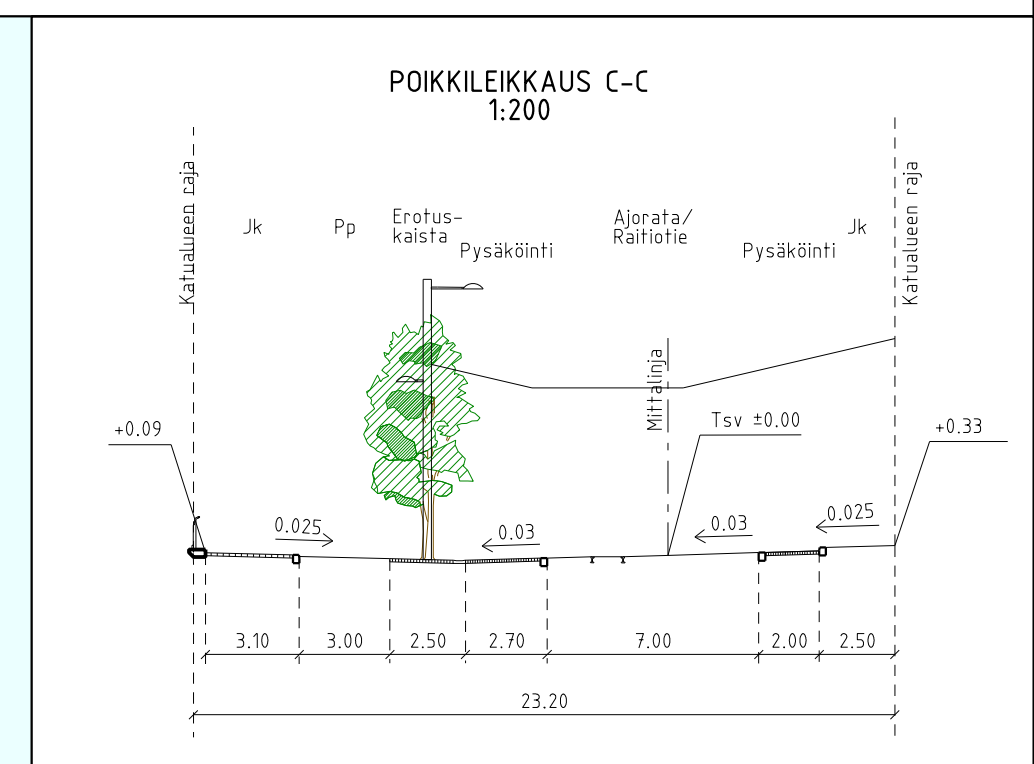 POIKKILEIKKAUS C-C
1:200
Katualueen raja
Jk
Pp
Erotus-
kaista
Pysäköinti
Ajorata/
Raitiotie
Pysäköinti
Jk
Katualueen raja
Mittalinja
+0.09
Tsv ±0.00
+0.33
0.025
0.03
0.03
0.025
3.10
3.00
2.50
2.70
7.00
2.00
2.50
23.20